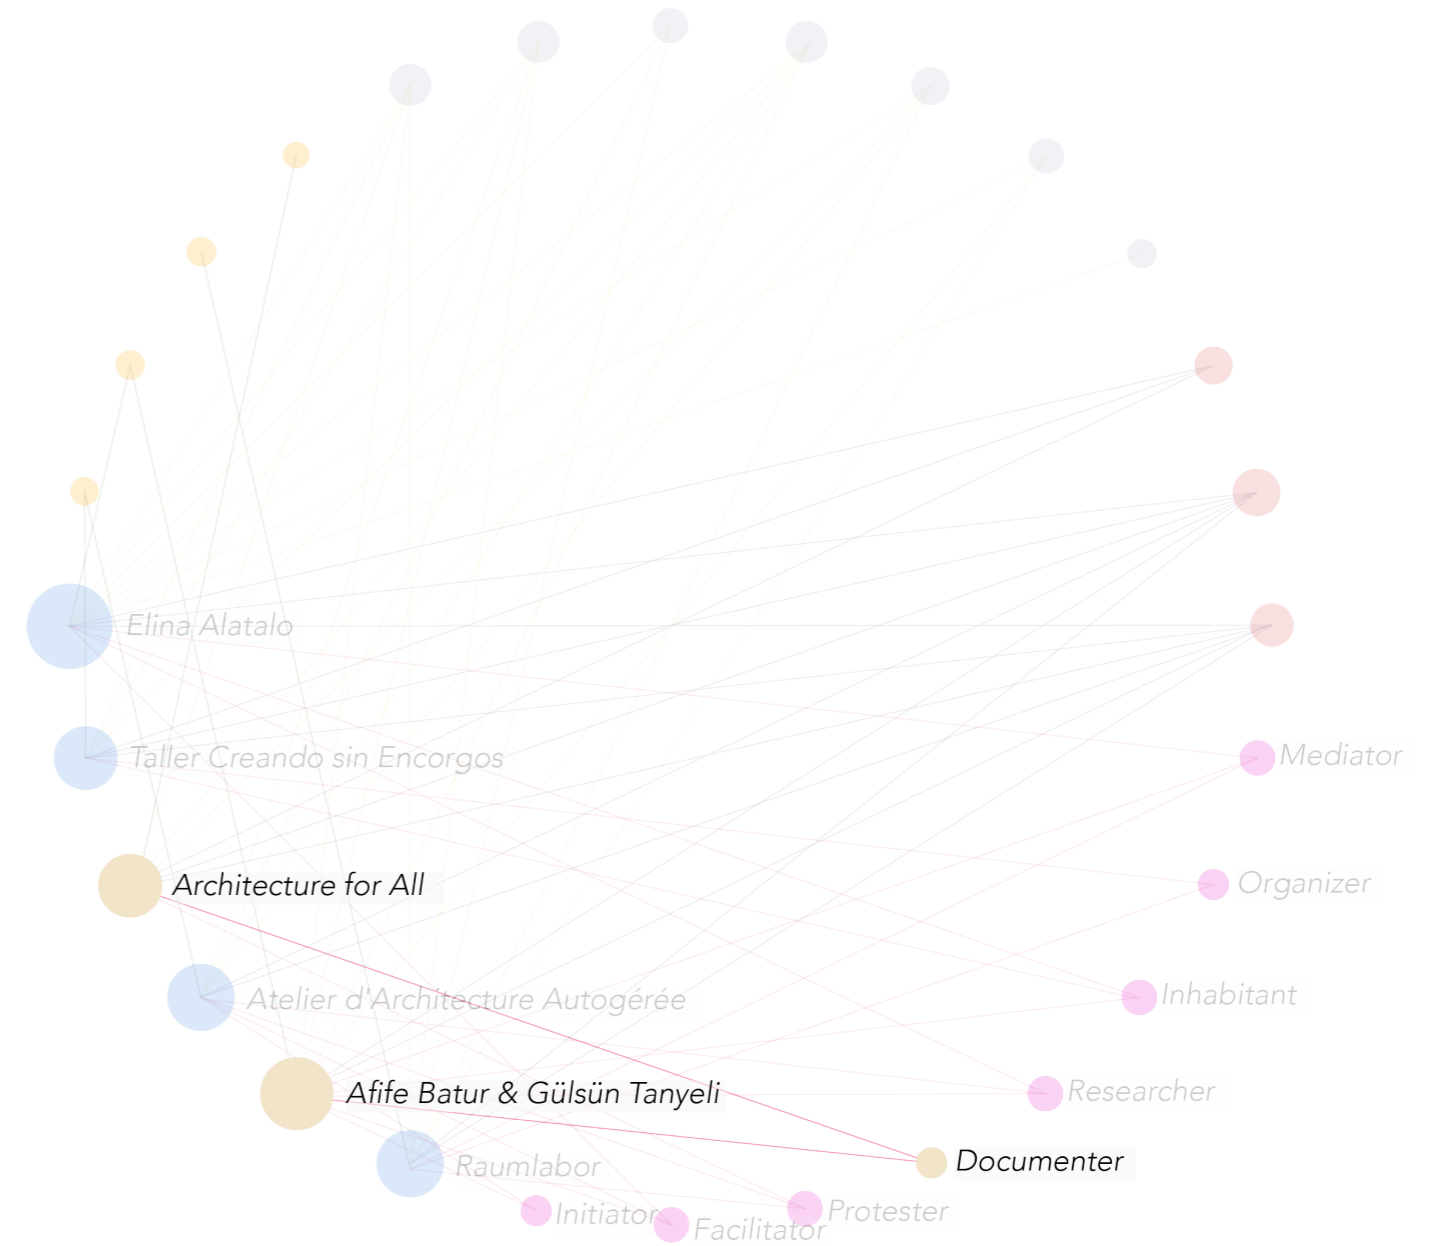 Elina Alatalo
Taller Creando sin Encorgos
Mediator
Architecture for All
Organizer
Atelier d'Architecture Autogérée
Inhabitant
Afife Batur & Gülsün Tanyeli
Researcher
Raumlabor
Documenter
Initiator
Facilitator
Protester